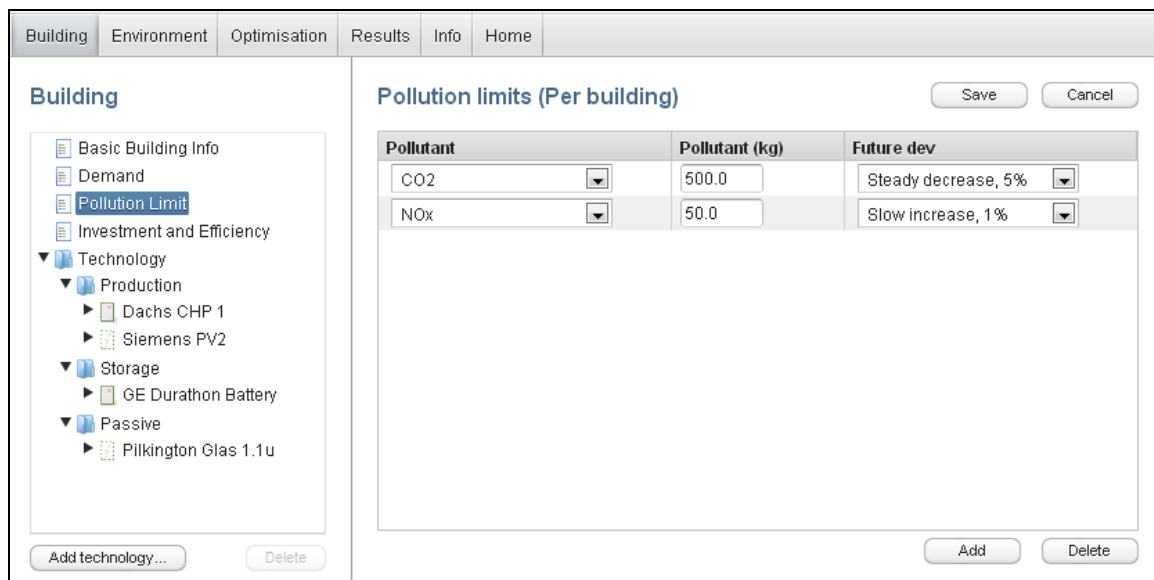 Building Environment Optimisation Results Info Home
Building
Basic Building Info
Demand
Pollution Limit
Investment and Efficiency
Technology
Production
Dachs CHP 1
Siemens PV2
Storage
GE Durathon Battery
Passive
Pilkington Glas 1.1u
Add technology... Delete
Pollution limits (Per building) Save Cancel
Pollutant Pollutant (kg) Future dev
CO2 500.0 Steady decrease, 5%
NOx 50.0 Slow increase, 1%
Add Delete